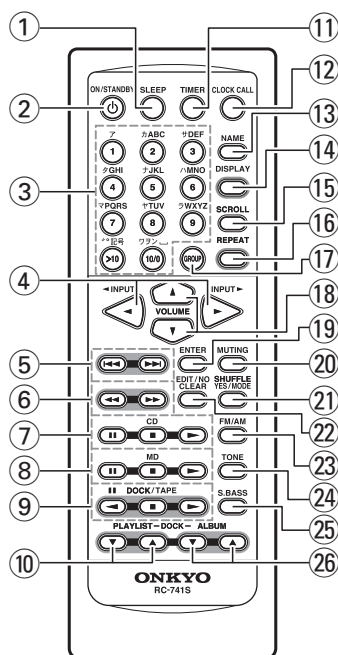 ① ⑪
ON/STANDBY SLEEP TIMER CLOCK CALL ⑫
②
⑬
ア カABC サDEF NAME
1 2 3 ⑭
③ タGHI ナJKL ハMNO DISPLAY
4 5 6 ⑮
マPQRS ヤTUV ラWXYZ SCROLL
7 8 9 ⑯
゛゜記号 ワヲン REPEAT
>10 10/0 GROUP ⑰
④ ◄INPUT INPUT► ⑱
VOLUME
⑲
ENTER MUTING ⑳
⑤
EDIT/NO CLEAR SHUFFLE YES/MODE ㉑
⑥ ㉒
CD FM/AM
⑦ ㉓
MD TONE
⑧ ㉔
DOCK/TAPE S.BASS
⑨ ㉕
PLAYLIST–DOCK– ALBUM
⑩ ㉖
ONKYO
RC-741S